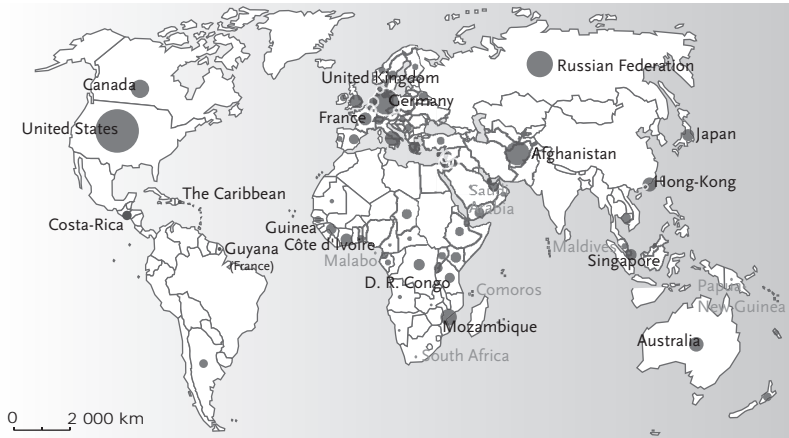 Canada
United States
Costa-Rica
The Caribbean
Guyana
(France)
United Kingdom
Germany
France
Russian Federation
Japan
Afghanistan
Hong-Kong
Saudi
Arabia
Guinea
Côte d'Ivoire
Malabo
D. R. Congo
Comoros
Mozambique
South Africa
Maldives
Singapore
Papua
New Guinea
Australia
0 2 000 km